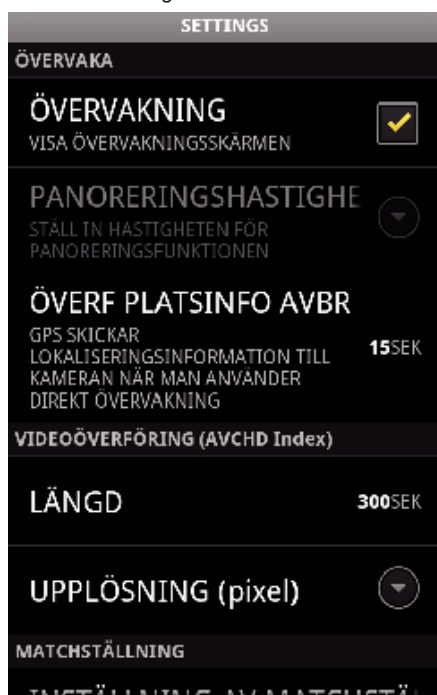 SETTINGS
ÖVERVAKA
ÖVERVAKNING
VISA ÖVERVAKNINGSSKÄRMEN
PANORERINGSHASTIGHE
STÄLL IN HASTIGHETEN FÖR
PANORERINGSFUNKTIONEN
ÖVERF PLATSINFO AVBR
GPS SKICKAR
LOKALISERINGSINFORMATION TILL
KAMERAN NÄR MAN ANVÄNDER
DIREKT ÖVERVAKNING
15SEK
VIDEOÖVERFÖRING (AVCHD Index)
LÄNGD
300SEK
UPPLÖSNING (pixel)
MATCHSTÄLLNING